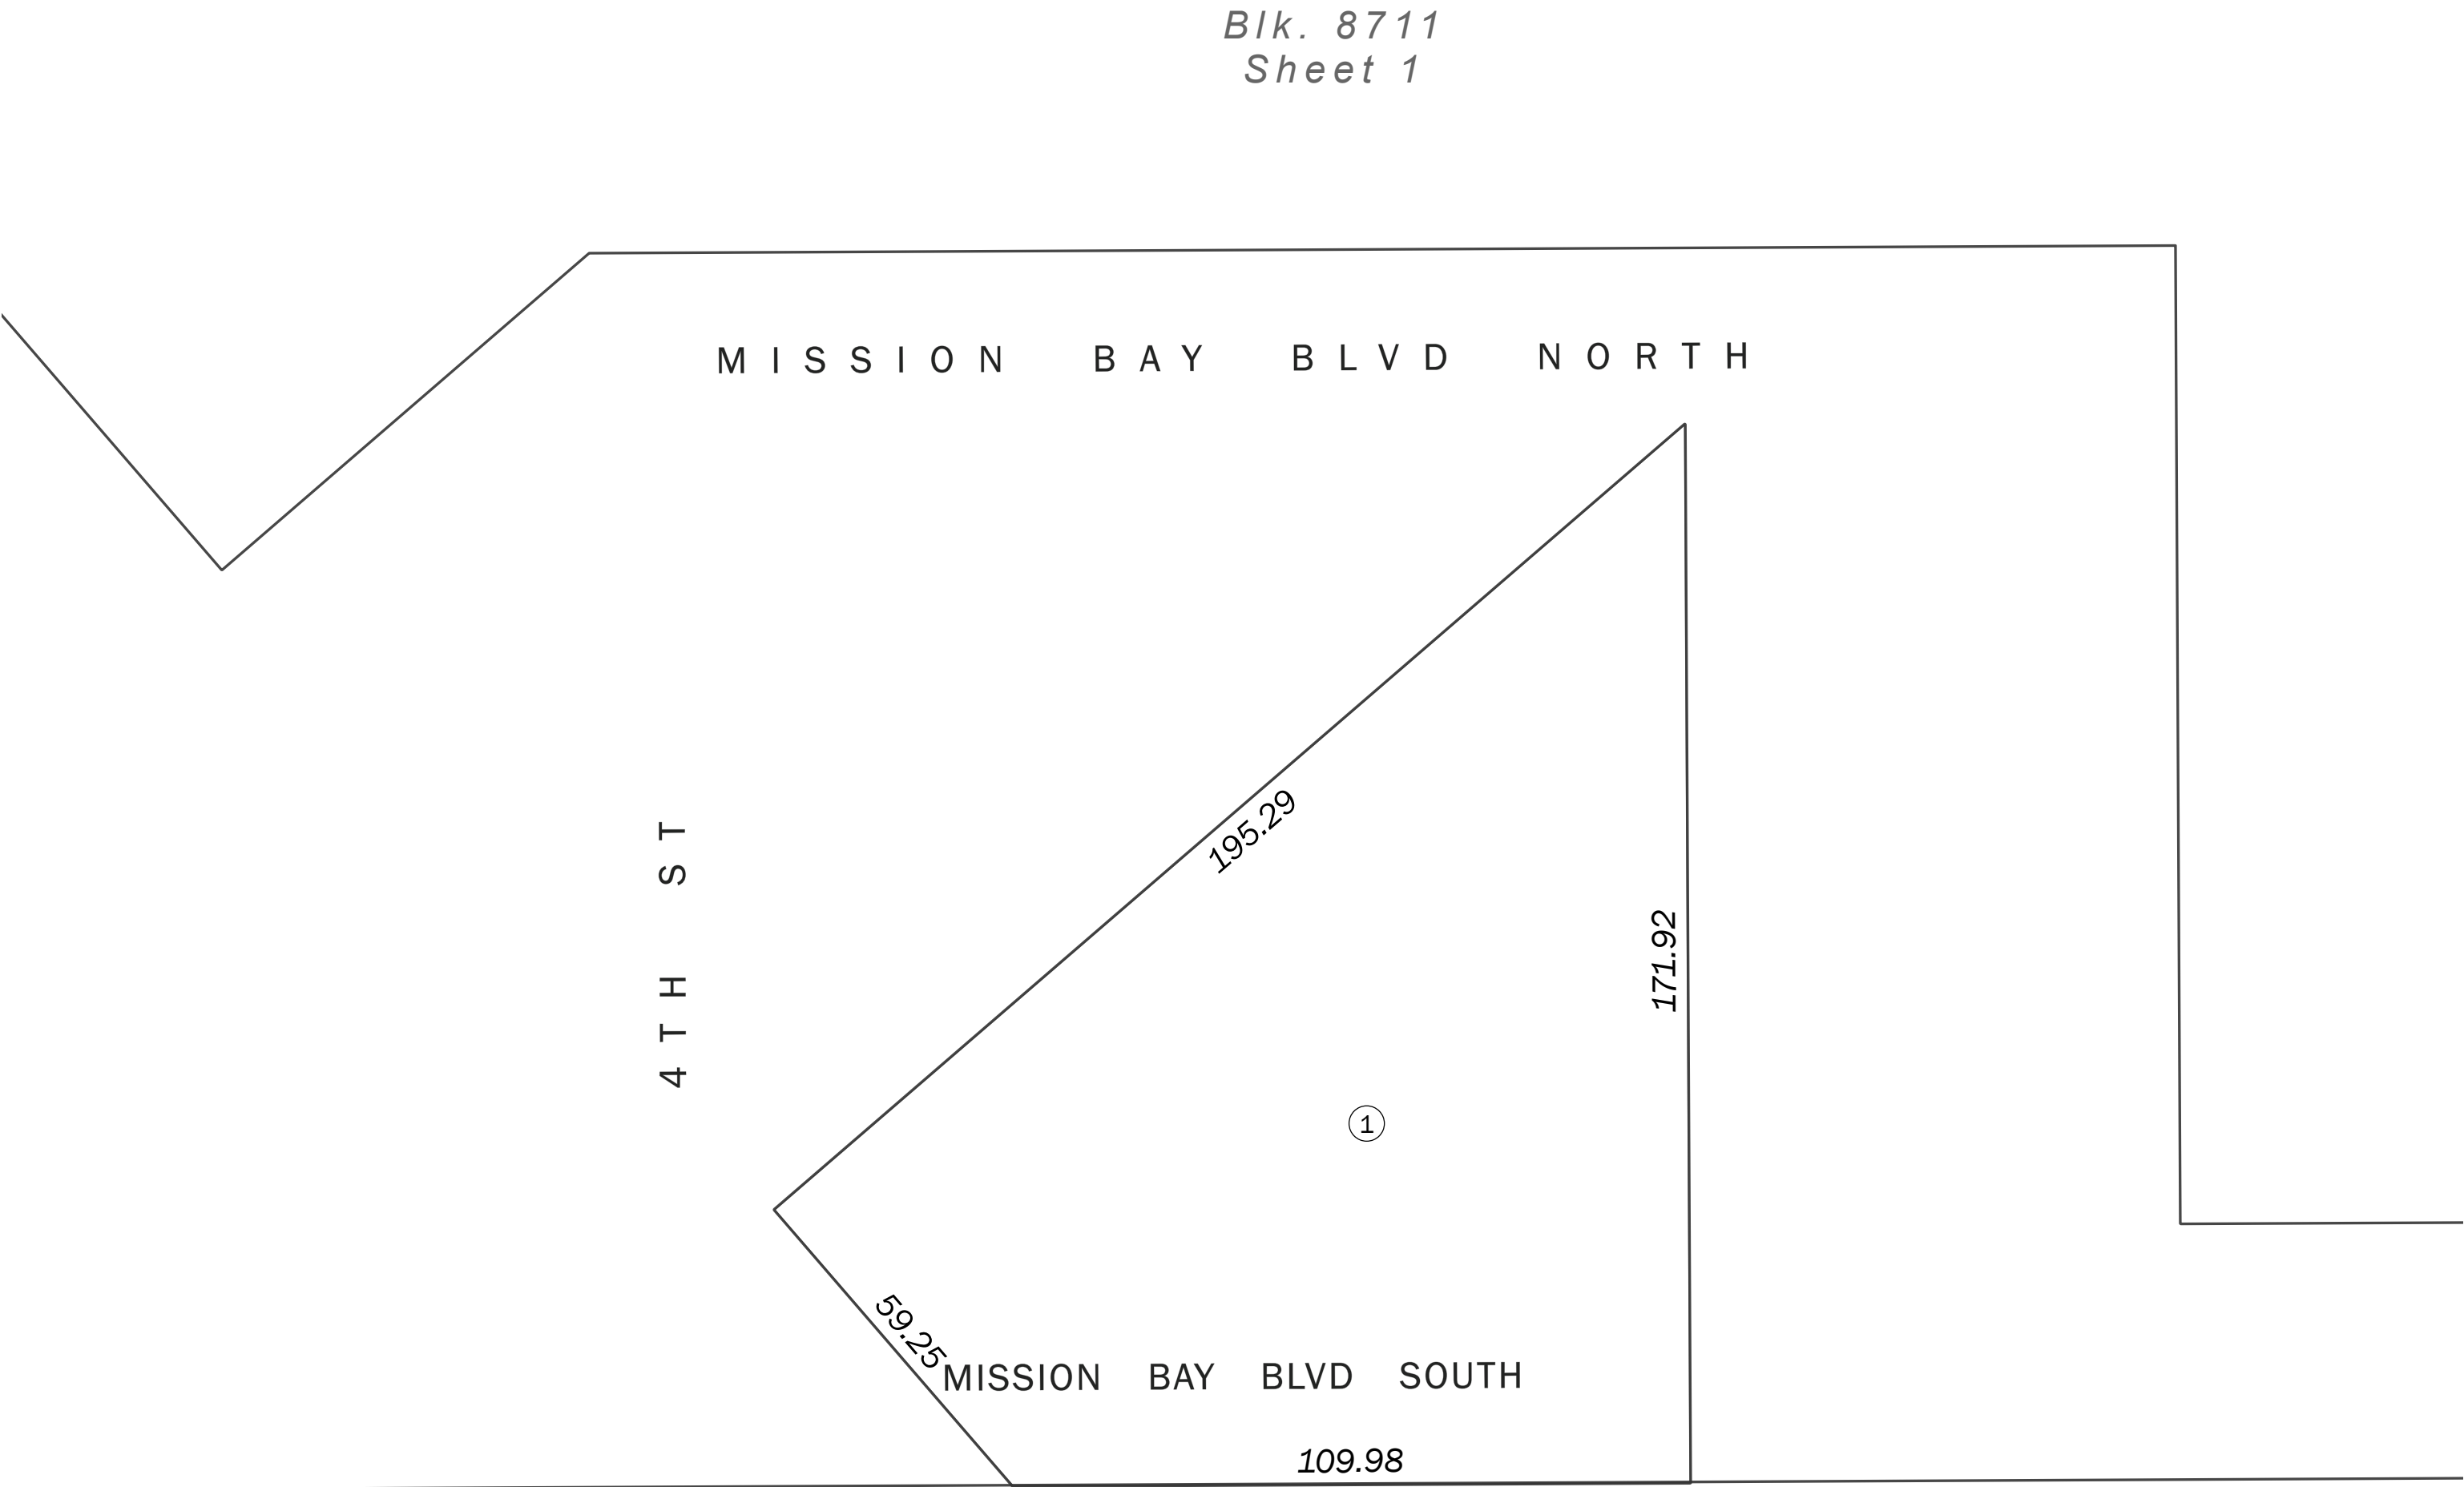 Blk. 8711
Sheet 1
MISSION BAY BLVD NORTH
195.29
4TH ST
171.92
1
59.25
MISSION BAY BLVD SOUTH
109.98